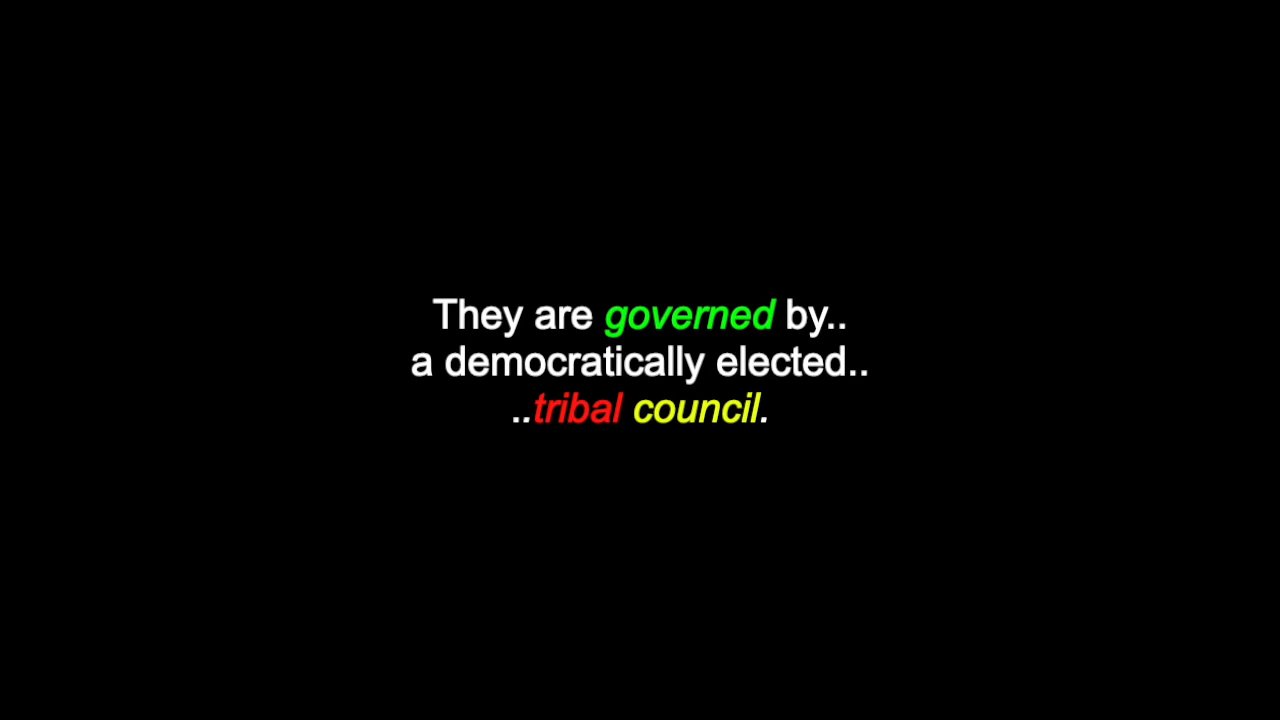 They are governed by..
a democratically elected..
..tribal council.